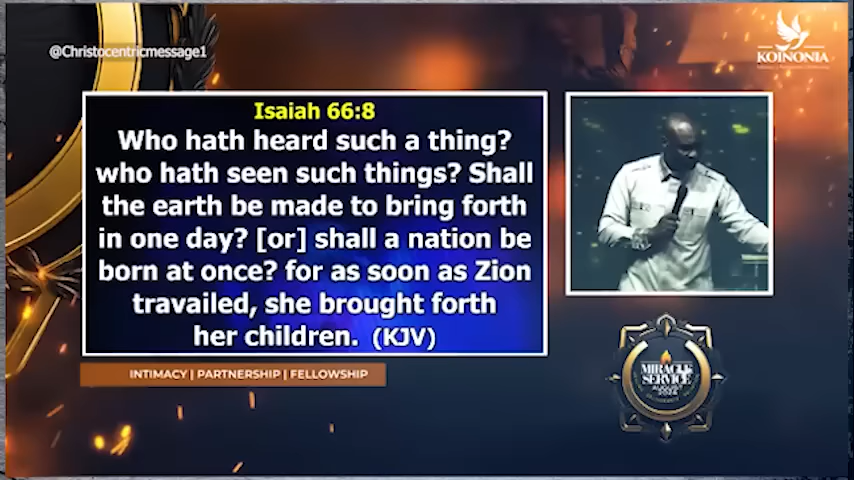 @Christocentricmessage1
KOINONIA
Isaiah 66:8
Who hath heard such a thing?
who hath seen such things? Shall
the earth be made to bring forth
in one day? [or] shall a nation be
born at once? for as soon as Zion
travailed, she brought forth
her children. (KJV)
INTIMACY | PARTNERSHIP | FELLOWSHIP
MIRACLE
SERVICE
AUGUST
2024